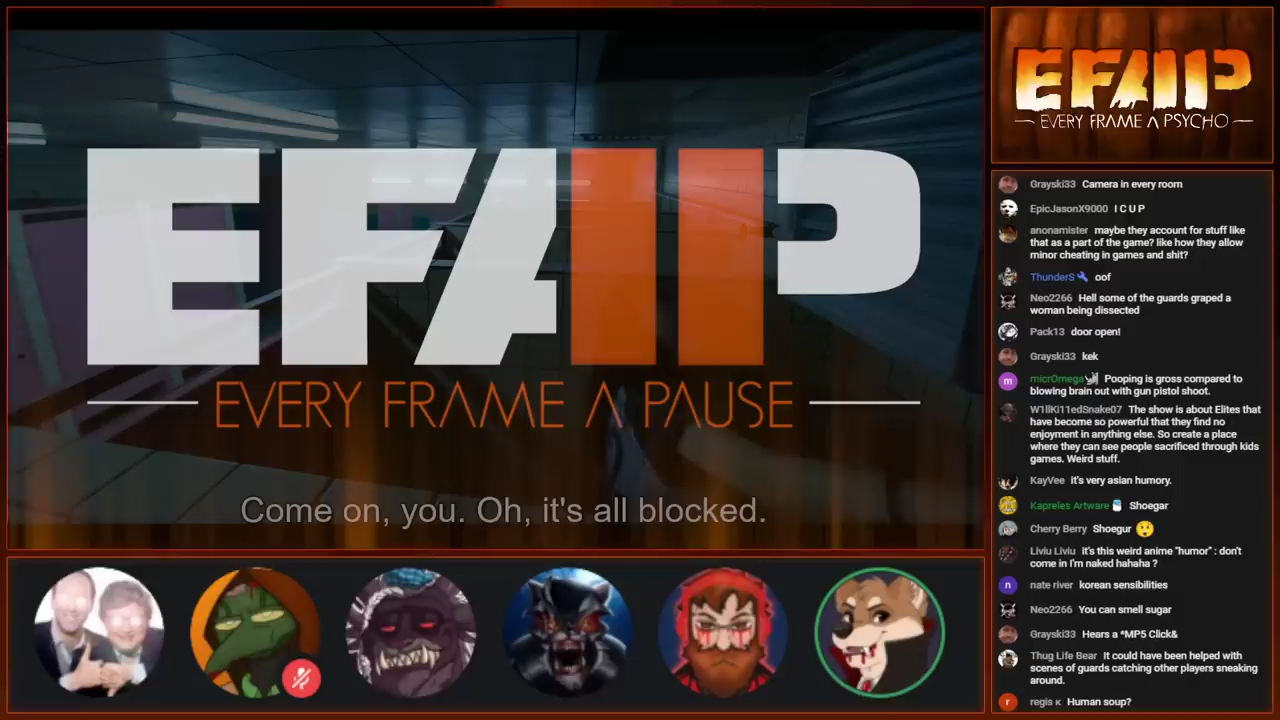 EFAIIP
EVERY FRAME A PAUSE
Come on, you. Oh, it's all blocked.
EFAIIP
EVERY FRAME A PSYCHO
Grayski33 Camera in every room
EpicJasonX9000 I C U P
anonamister maybe they account for stuff like
that as a part of the game? like how they allow
minor cheating in games and shit?
ThunderS oof
Neo2266 Hell some of the guards graped a
woman being dissected
Pack13 door open!
Grayski33 kek
micrOmega Pooping is gross compared to
blowing brain out with gun pistol shoot.
W1llKi11edSnake07 The show is about Elites that
have become so powerful that they find no
enjoyment in anything else. So create a place
where they can see people sacrificed through kids
games. Weird stuff.
KayVee it's very asian humory.
Kapreles Artware Shoegar
Cherry Berry Shoegur 😲
Liviu Liviu it's this weird anime "humor" : don't
come in I'm naked hahaha ?
n
nate river korean sensibilities
Neo2266 You can smell sugar
Grayski33 Hears a *MP5 Click&
Thug Life Bear It could have been helped with
scenes of guards catching other players sneaking
around.
r
regis к Human soup?